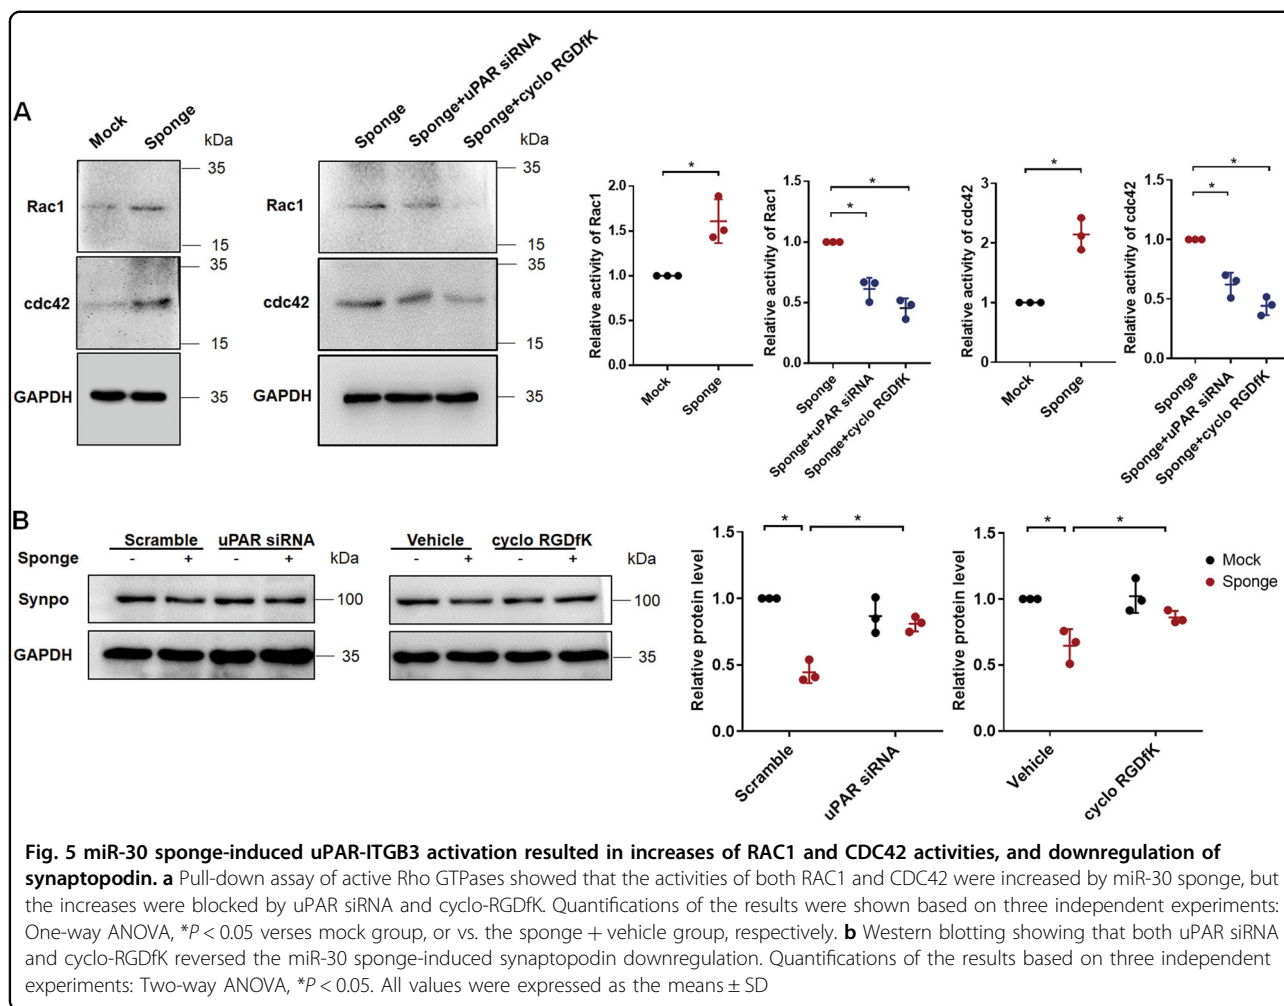 A
Mock
Sponge
kDa
35
Rac1
15
35
cdc42
15
GAPDH
35
Sponge
Sponge+uPAR siRNA
Sponge+cyclo RGDfK
kDa
35
Rac1
15
35
cdc42
15
GAPDH
35
Relative activity of Rac1
2.0
1.5
1.0
0.5
0.0
*
Mock
Sponge
Relative activity of Rac1
1.5
1.0
0.5
0.0
*
*
Sponge
Sponge+uPAR siRNA
Sponge+cyclo RGDfK
Relative activity of cdc42
3
2
1
0
*
Mock
Sponge
Relative activity of cdc42
1.5
1.0
0.5
0.0
*
*
Sponge
Sponge+uPAR siRNA
Sponge+cyclo RGDfK
B
Scramble uPAR siRNA
Sponge - + - + kDa
Synpo 100
GAPDH 35
Vehicle cyclo RGDfK
- + - + kDa
100
35
Relative protein level
1.5
1.0
0.5
0.0
*
*
Scramble
uPAR siRNA
Relative protein level
1.5
1.0
0.5
0.0
*
*
Vehicle
cyclo RGDfK
Mock
Sponge
Fig. 5 miR-30 sponge-induced uPAR-ITGB3 activation resulted in increases of RAC1 and CDC42 activities, and downregulation of
synaptopodin. a Pull-down assay of active Rho GTPases showed that the activities of both RAC1 and CDC42 were increased by miR-30 sponge, but
the increases were blocked by uPAR siRNA and cyclo-RGDfK. Quantifications of the results were shown based on three independent experiments:
One-way ANOVA, *P < 0.05 verses mock group, or vs. the sponge + vehicle group, respectively. b Western blotting showing that both uPAR siRNA
and cyclo-RGDfK reversed the miR-30 sponge-induced synaptopodin downregulation. Quantifications of the results based on three independent
experiments: Two-way ANOVA, *P < 0.05. All values were expressed as the means ± SD